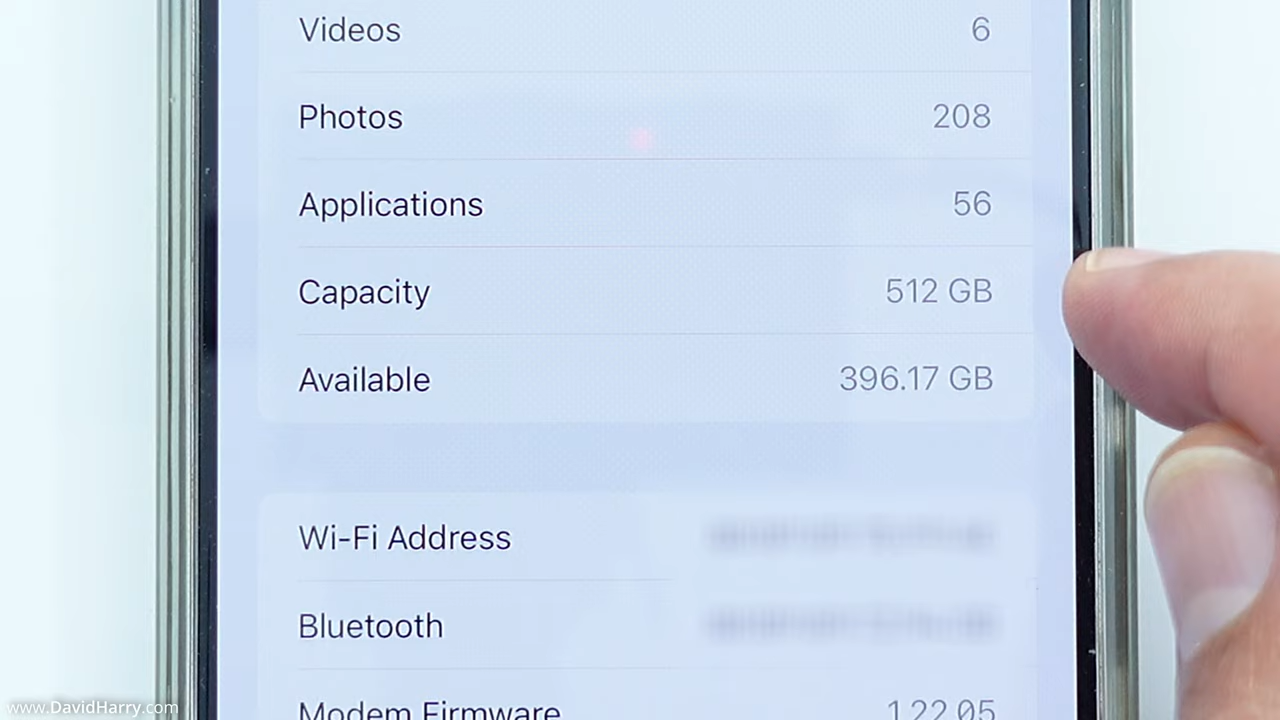 Videos 6
Photos 208
Applications 56
Capacity 512 GB
Available 396.17 GB
Wi-Fi Address
Bluetooth
Modem Firmware 1.22.05
www.DavidHarry.com